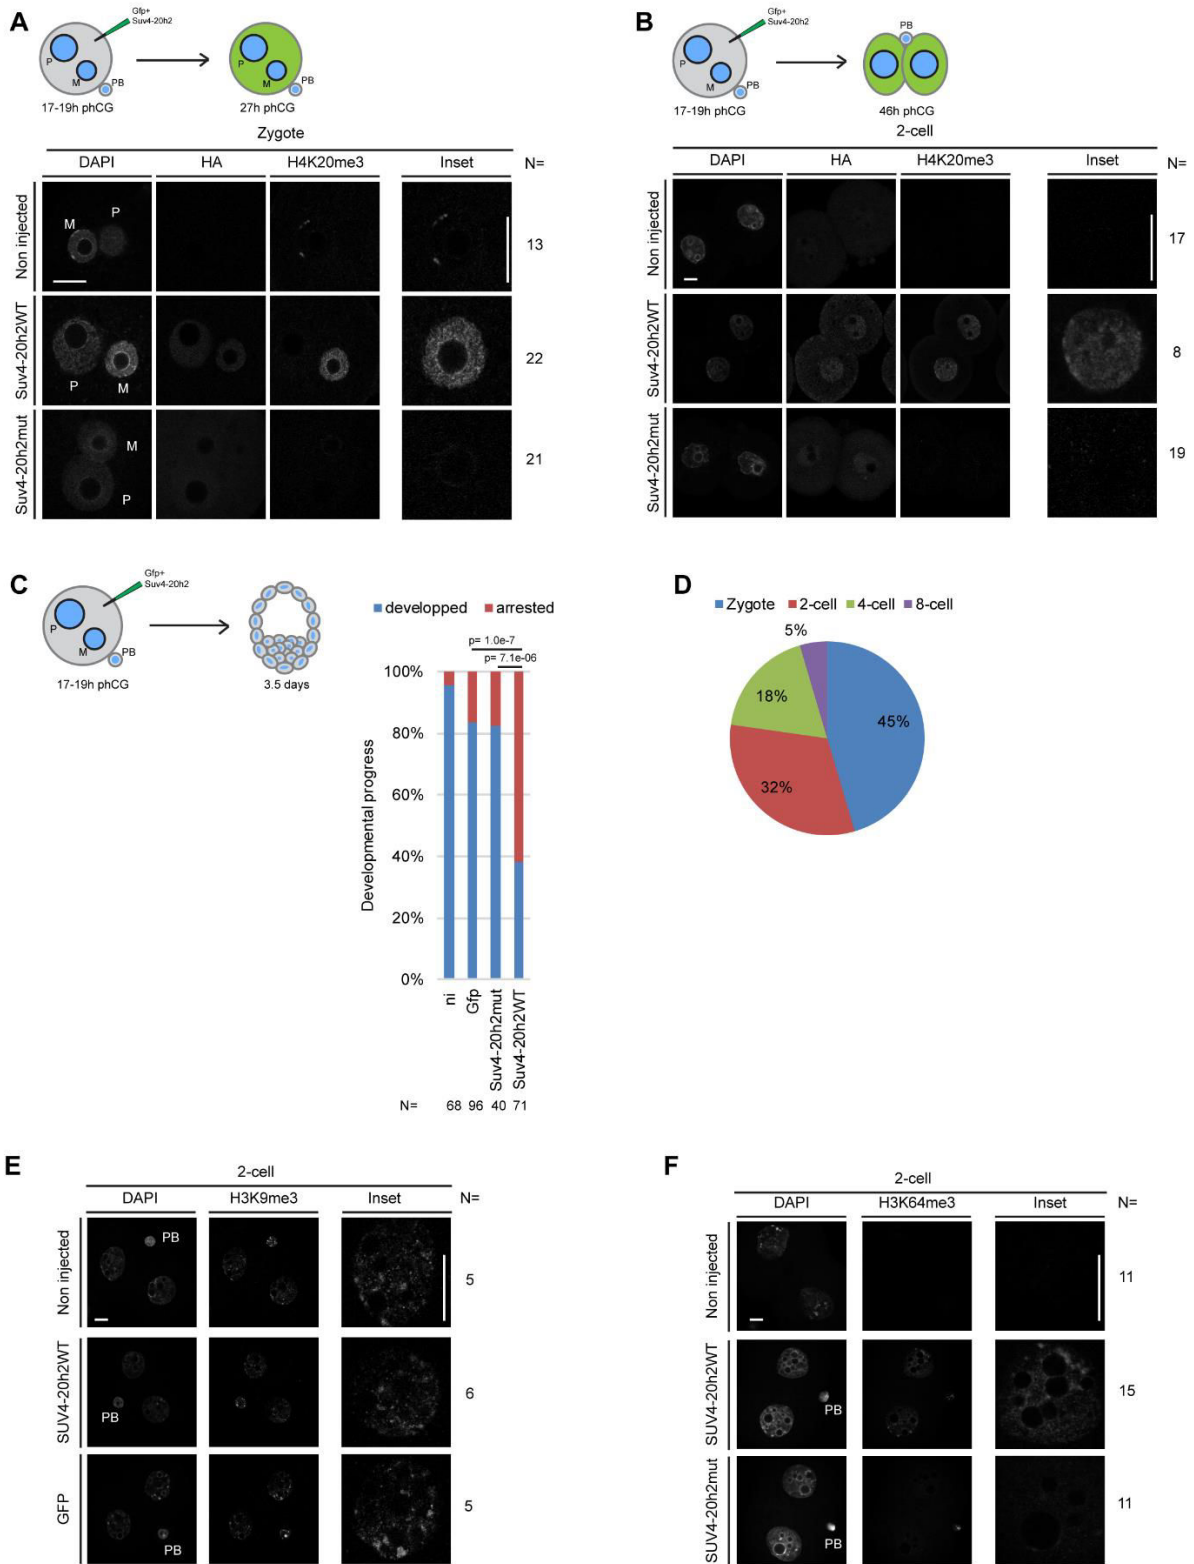 A
Gfp+
Suv4-20h2
P
M
PB
17-19h phCG
P
M
PB
27h phCG
Zygote
DAPI HA H4K20me3 Inset N=
Non injected
M P
13
Suv4-20h2WT
P M
22
Suv4-20h2mut
M
P
21
B
Gfp+
Suv4-20h2
P
M
PB
17-19h phCG
PB
46h phCG
2-cell
DAPI HA H4K20me3 Inset N=
Non injected
17
Suv4-20h2WT
8
Suv4-20h2mut
19
C
Gfp+
Suv4-20h2
P
M
PB
17-19h phCG
3.5 days
developped arrested
p= 1.0e-7
p= 7.1e-06
100%
80%
60%
40%
20%
0%
Developmental progress
ni
Gfp
Suv4-20h2mut
Suv4-20h2WT
N= 68 96 40 71
D
Zygote 2-cell 4-cell 8-cell
5%
18%
45%
32%
E
2-cell
DAPI H3K9me3 Inset N=
Non injected
PB
5
SUV4-20h2WT
PB
6
GFP
PB
5
F
2-cell
DAPI H3K64me3 Inset N=
Non injected
11
SUV4-20h2WT
PB
15
SUV4-20h2mut
PB
11